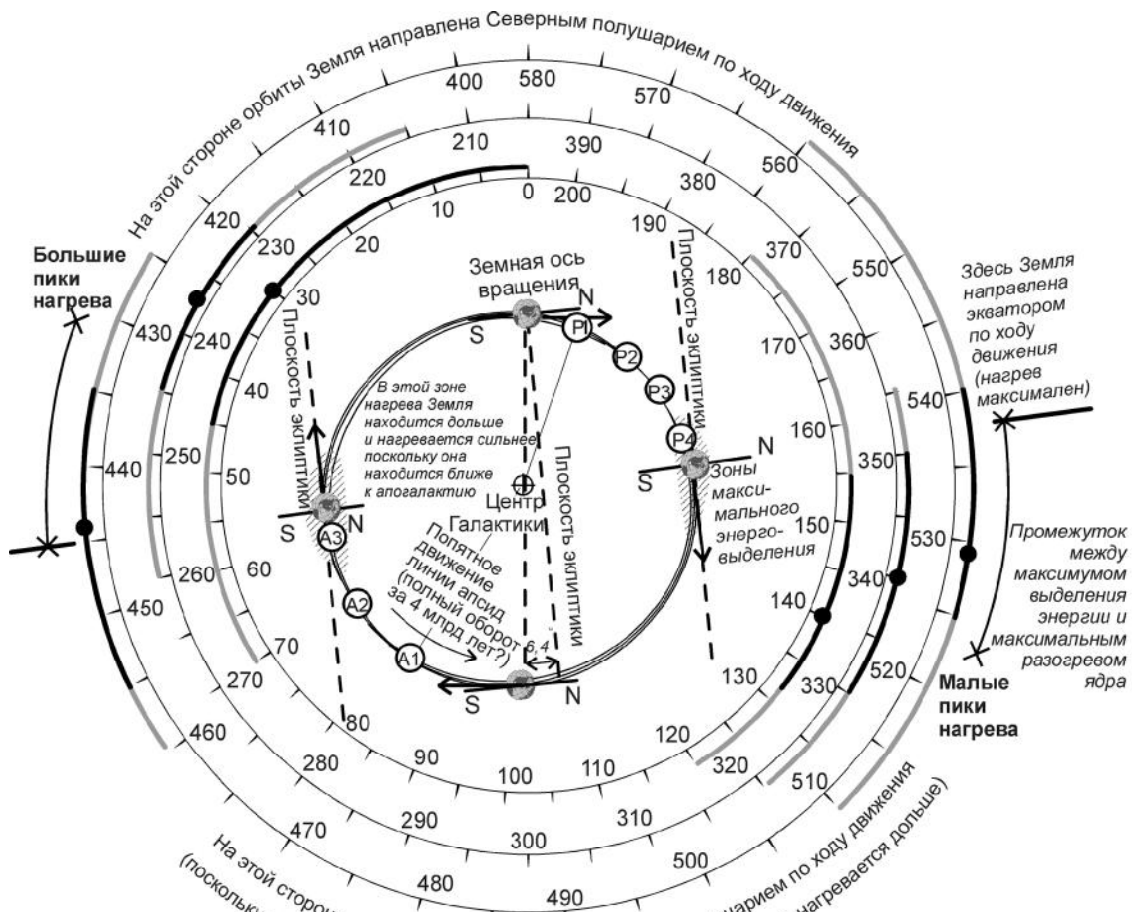 На этой стороне орбиты Земля направлена Северным полушарием по ходу движения
400
580
570
410
560
210
390
380
220
420
230
370
550
0
200
10
190
20
180
Большие
пики
нагрева
Земная ось
вращения
N
S
30
240
430
170
360
Здесь Земля
направлена
экватором
по ходу
движения
(нагрев
максимален)
P1
P2
P3
P4
Плоскость эклиптики
Плоскость эклиптики
40
540
В этой зоне
нагрева Земля
находится дольше
и нагревается сильнее
поскольку она
находится ближе
к апогалактию
160
250
440
50
350
N
S
Зоны
макси-
мального
энерго-
выделения
Центр
Галактики
Плоскость эклиптики
S
N
A3
A2
A1
150
530
Промежуток
между
максимумом
выделения
энергии и
максимальным
разогревом
ядра
Попятное
движение
линии апсид
(полный оборот
за 4 млрд лет?)
6,4°
60
260
340
450
140
70
130
520
S
N
Малые
пики
нагрева
270
330
80
120
460
90
100
110
320
510
280
290
300
310
470
500
480
490
На этой сторон
(поскольку
шарием по ходу движения
нагревается дольше)